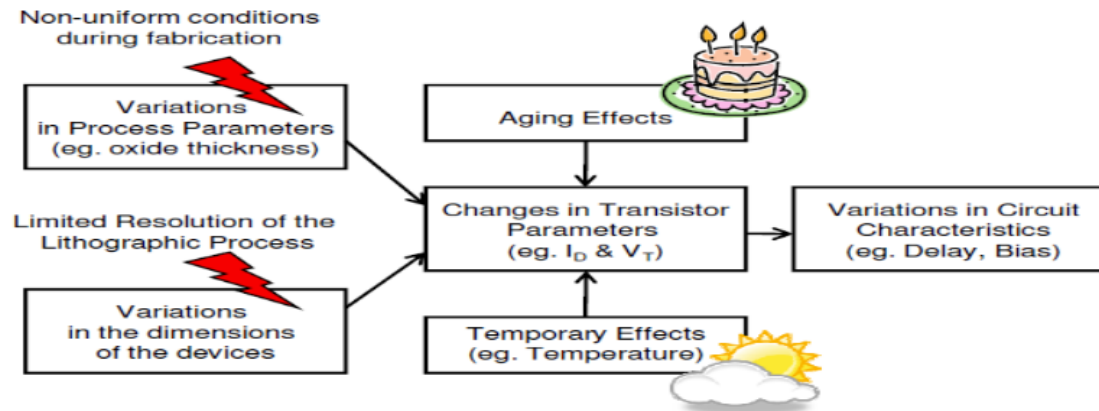 Non-uniform conditions
during fabrication
Variations
in Process Parameters
(eg. oxide thickness)
Aging Effects
Limited Resolution of the
Lithographic Process
Changes in Transistor
Parameters
(eg. I_D & V_T)
Variations in Circuit
Characteristics
(eg. Delay, Bias)
Variations
in the dimensions
of the devices
Temporary Effects
(eg. Temperature)